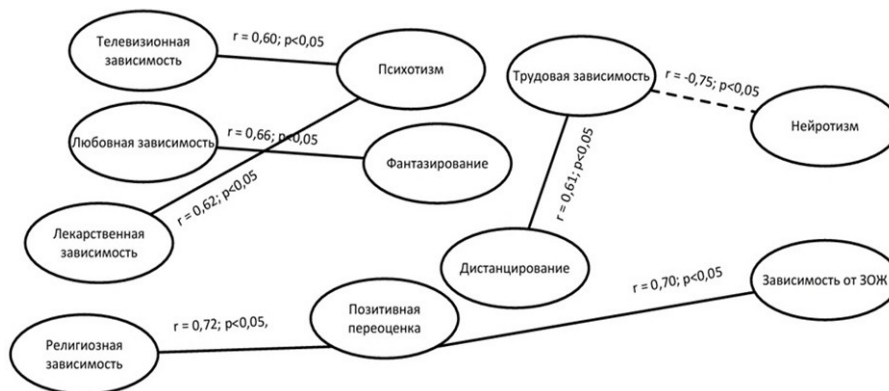 Телевизионная
зависимость
r = 0,60; p<0,05
Психотизм
Трудовая зависимость
r = -0,75; p<0,05
Нейротизм
Любовная зависимость
r = 0,66; p<0,05
Фантазирование
r = 0,62; p<0,05
r = 0,61; p<0,05
Лекарственная
зависимость
Дистанцирование
r = 0,70; p<0,05
Зависимость от ЗОЖ
Позитивная
переоценка
r = 0,72; p<0,05,
Религиозная
зависимость